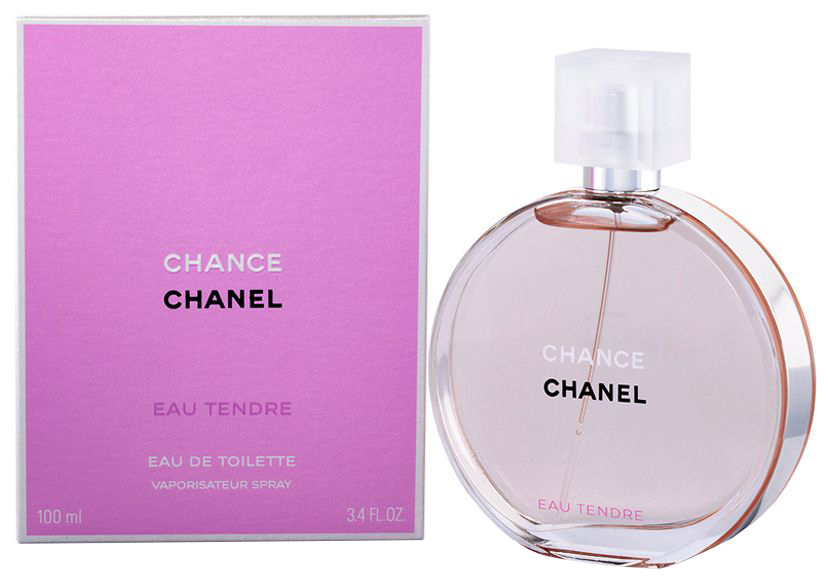 CHANCE
CHANEL
EAU TENDRE
EAU DE TOILETTE
VAPORISATEUR SPRAY
100 ml
3.4 FL.OZ.
CHANCE
CHANEL
EAU TENDRE